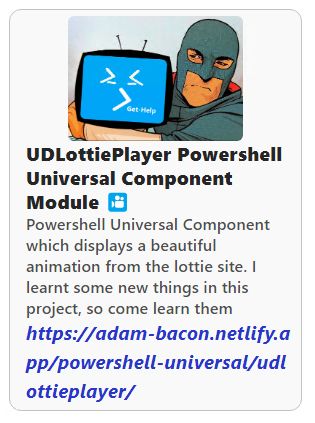 Get-Help
UDLottiePlayer Powershell
Universal Component
Module
Powershell Universal Component
which displays a beautiful
animation from the lottie site. I
learnt some new things in this
project, so come learn them
https://adam-bacon.netlify.a
pp/powershell-universal/udl
ottieplayer/